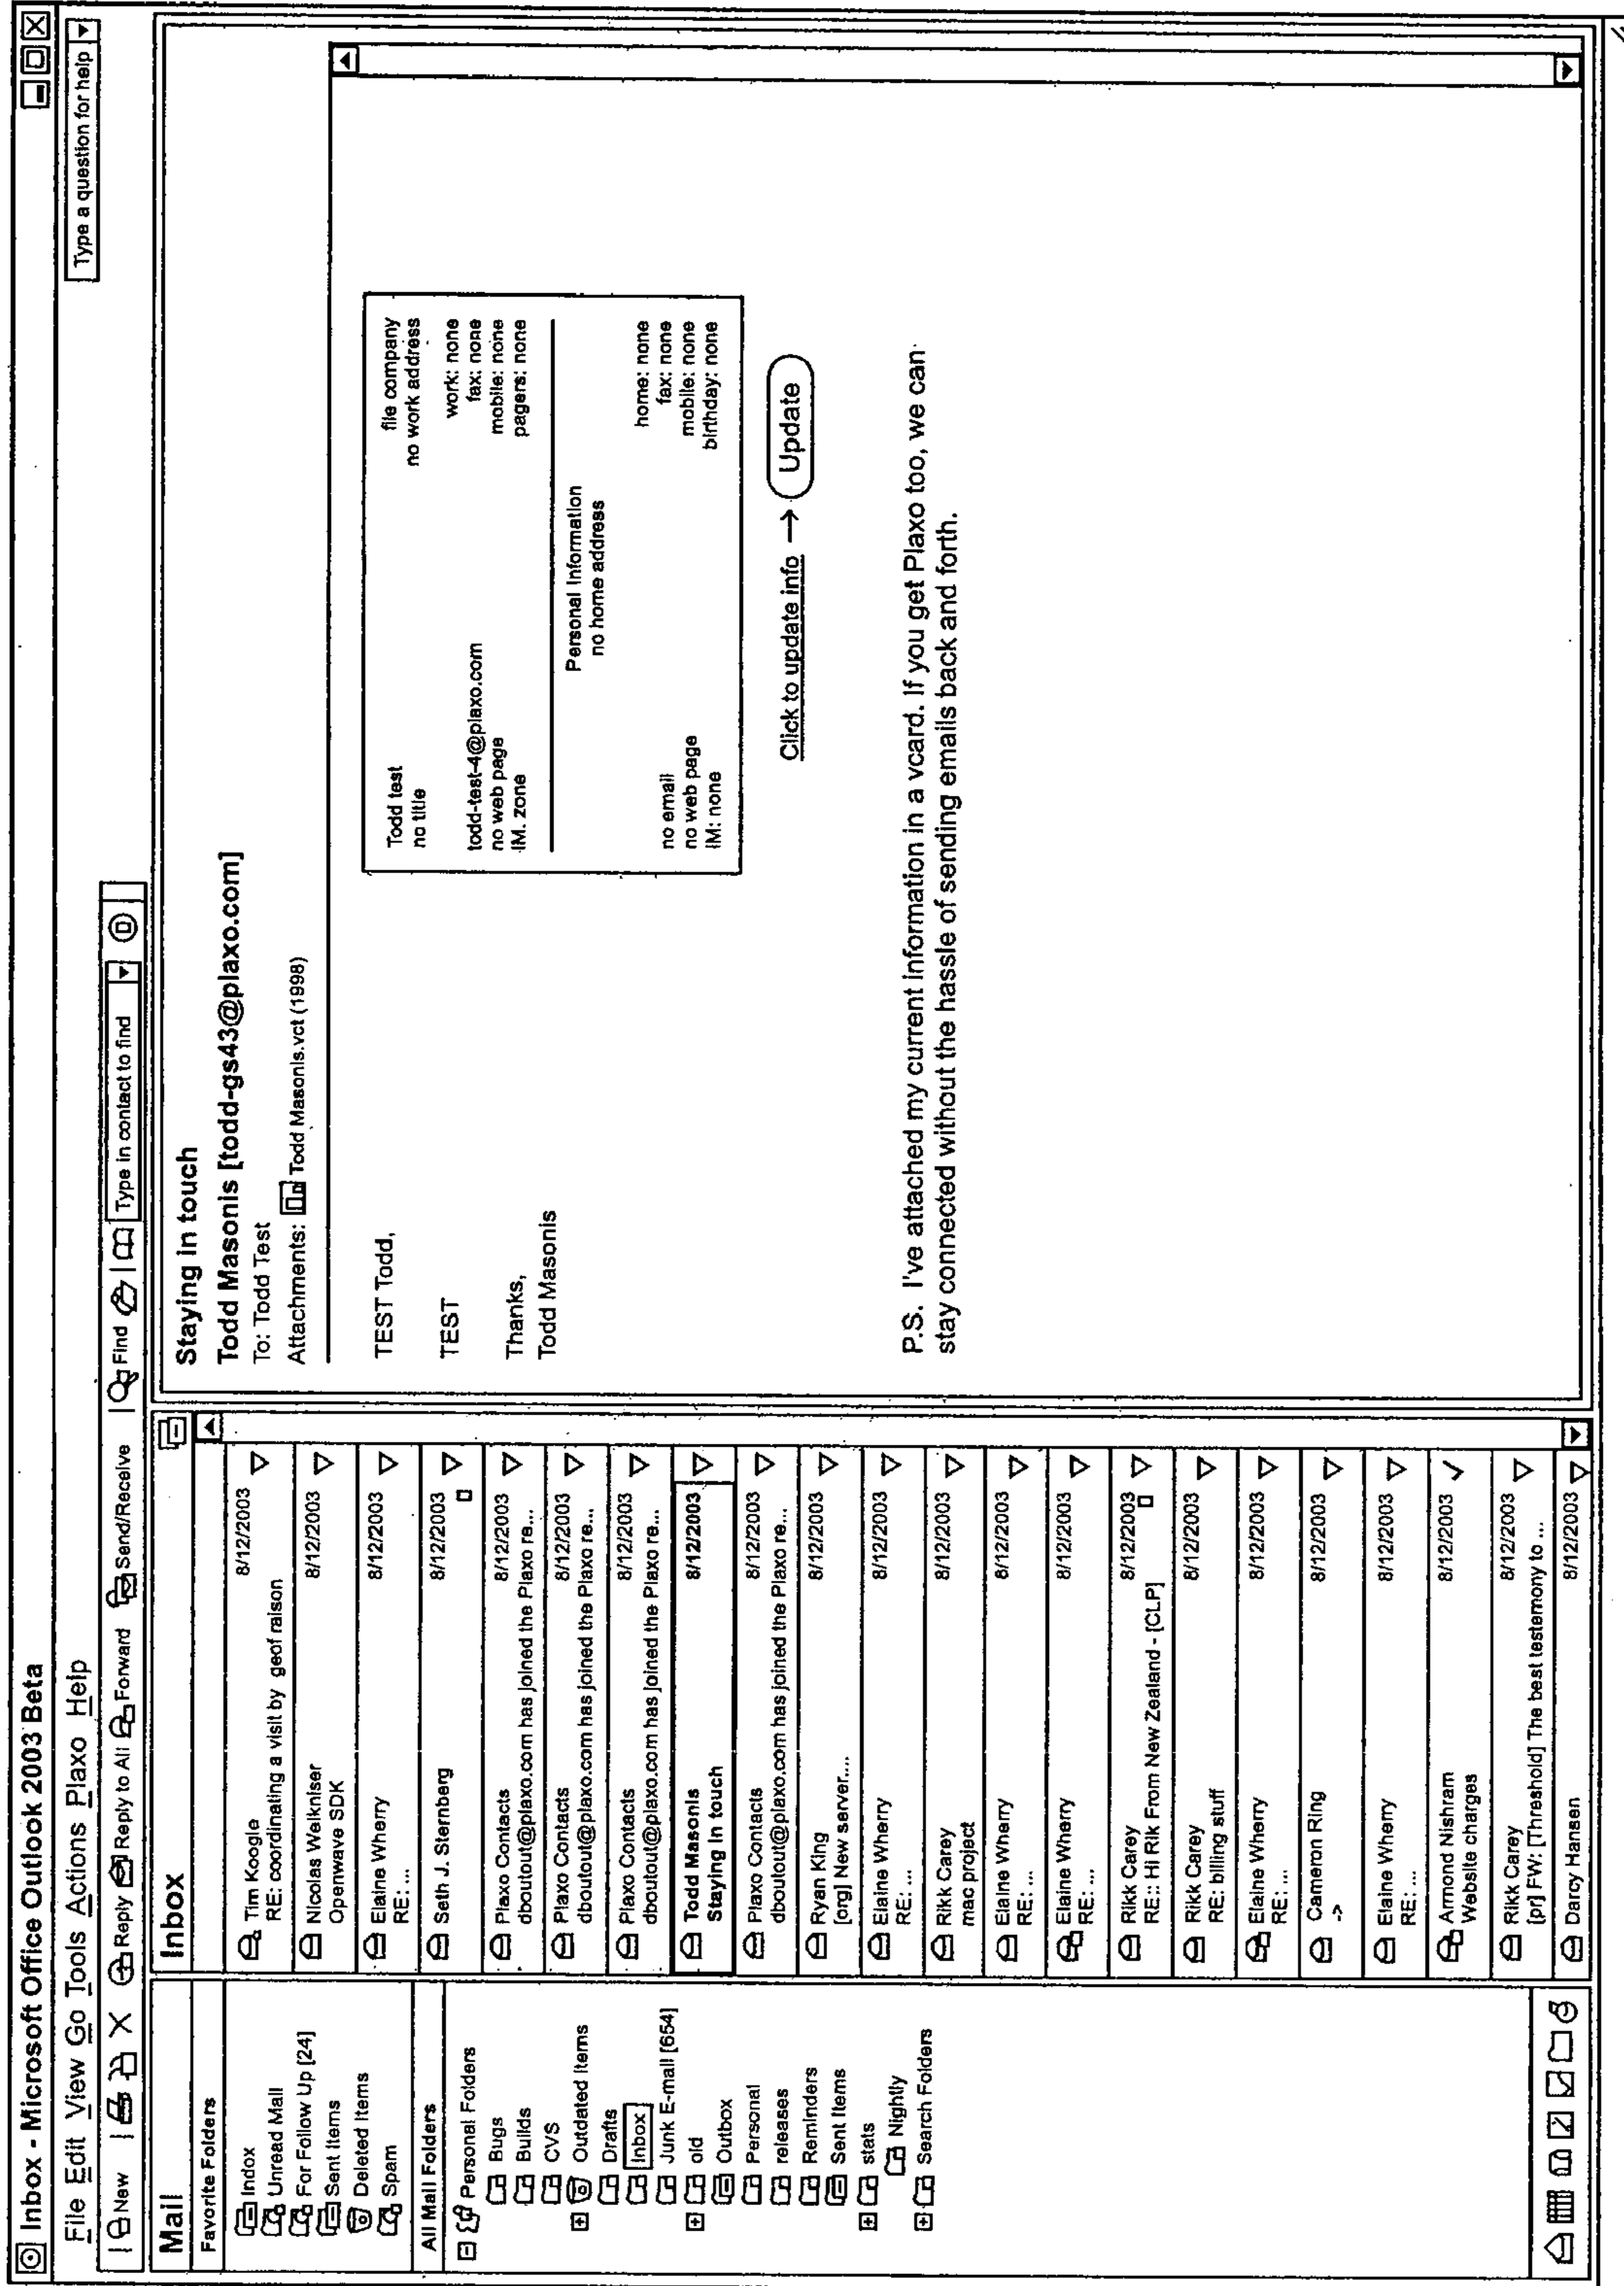 Inbox - Microsoft Office Outlook 2003 Beta
File Edit View Go Tools Actions Plaxo Help
Type a question for help
New Reply Reply to All Forward Send/Receive Find Type in contact to find
Mail
Favorite Folders
Indox
Unread Mail
For Follow Up [24]
Sent Items
Deleted Items
Spam
All Mail Folders
Personal Folders
Bugs
Builds
CVS
Outdated Items
Drafts
Inbox
Junk E-mail [654]
old
Outbox
Personal
releases
Reminders
Sent Items
stats
Nightly
Search Folders
Inbox
Tim Koogle 8/12/2003
RE: coordinating a visit by geof raison
Nicolas Welkniser 8/12/2003
Openwave SDK
Elaine Wherry 8/12/2003
RE: ...
Seth J. Sternberg 8/12/2003
Plaxo Contacts 8/12/2003
dboutout@plaxo.com has joined the Plaxo re...
Plaxo Contacts 8/12/2003
dboutout@plaxo.com has joined the Plaxo re...
Plaxo Contacts 8/12/2003
dboutout@plaxo.com has joined the Plaxo re...
Todd Masonis 8/12/2003
Staying In touch
Plaxo Contacts 8/12/2003
dboutout@plaxo.com has joined the Plaxo re...
Ryan King 8/12/2003
[org] New server....
Elaine Wherry 8/12/2003
RE: ...
Rikk Carey 8/12/2003
mac project
Elaine Wherry 8/12/2003
RE: ...
Elaine Wherry 8/12/2003
RE: ...
Rikk Carey 8/12/2003
RE:: Hi Rik From New Zealand - [CLP]
Rikk Carey 8/12/2003
RE: billing stuff
Elaine Wherry 8/12/2003
RE: ...
Cameron Ring 8/12/2003
->
Elaine Wherry 8/12/2003
RE: ...
Armond Nishram 8/12/2003
Website charges
Rikk Carey 8/12/2003
[pr] FW: [Threshold] The best testemony to ...
Darcy Hansen 8/12/2003
Staying in touch
Todd Masonis [todd-gs43@plaxo.com]
To: Todd Test
Attachments: Todd Masonis.vct (1998)
TEST Todd,
TEST
Thanks,
Todd Masonis
Todd test file company
no title no work address
work: none
todd-test-4@plaxo.com fax: none
no web page mobile: none
IM. zone pagers: none
Personal Information
no home address
home: none
no email fax: none
no web page mobile: none
IM: none birthday: none
Click to update info → Update
P.S. I've attached my current information in a vcard. If you get Plaxo too, we can
stay connected without the hassle of sending emails back and forth.